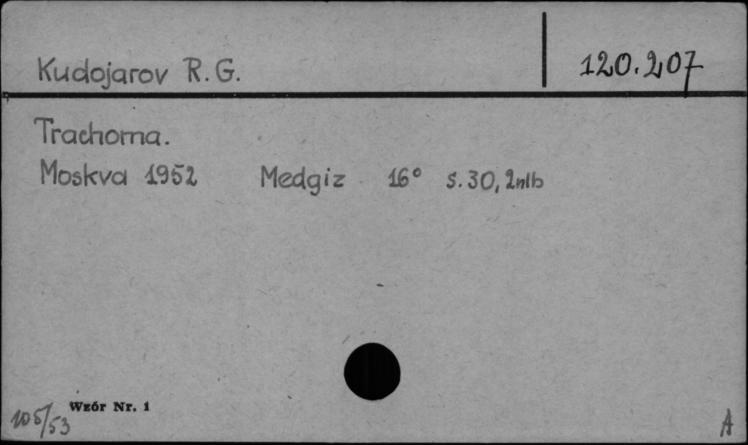 Kudojarov R.G.
120.207
Trachoma.
Moskva 1952 Medgiz 16° s.30,2nlb
Wzór Nr. 1
105/53
A